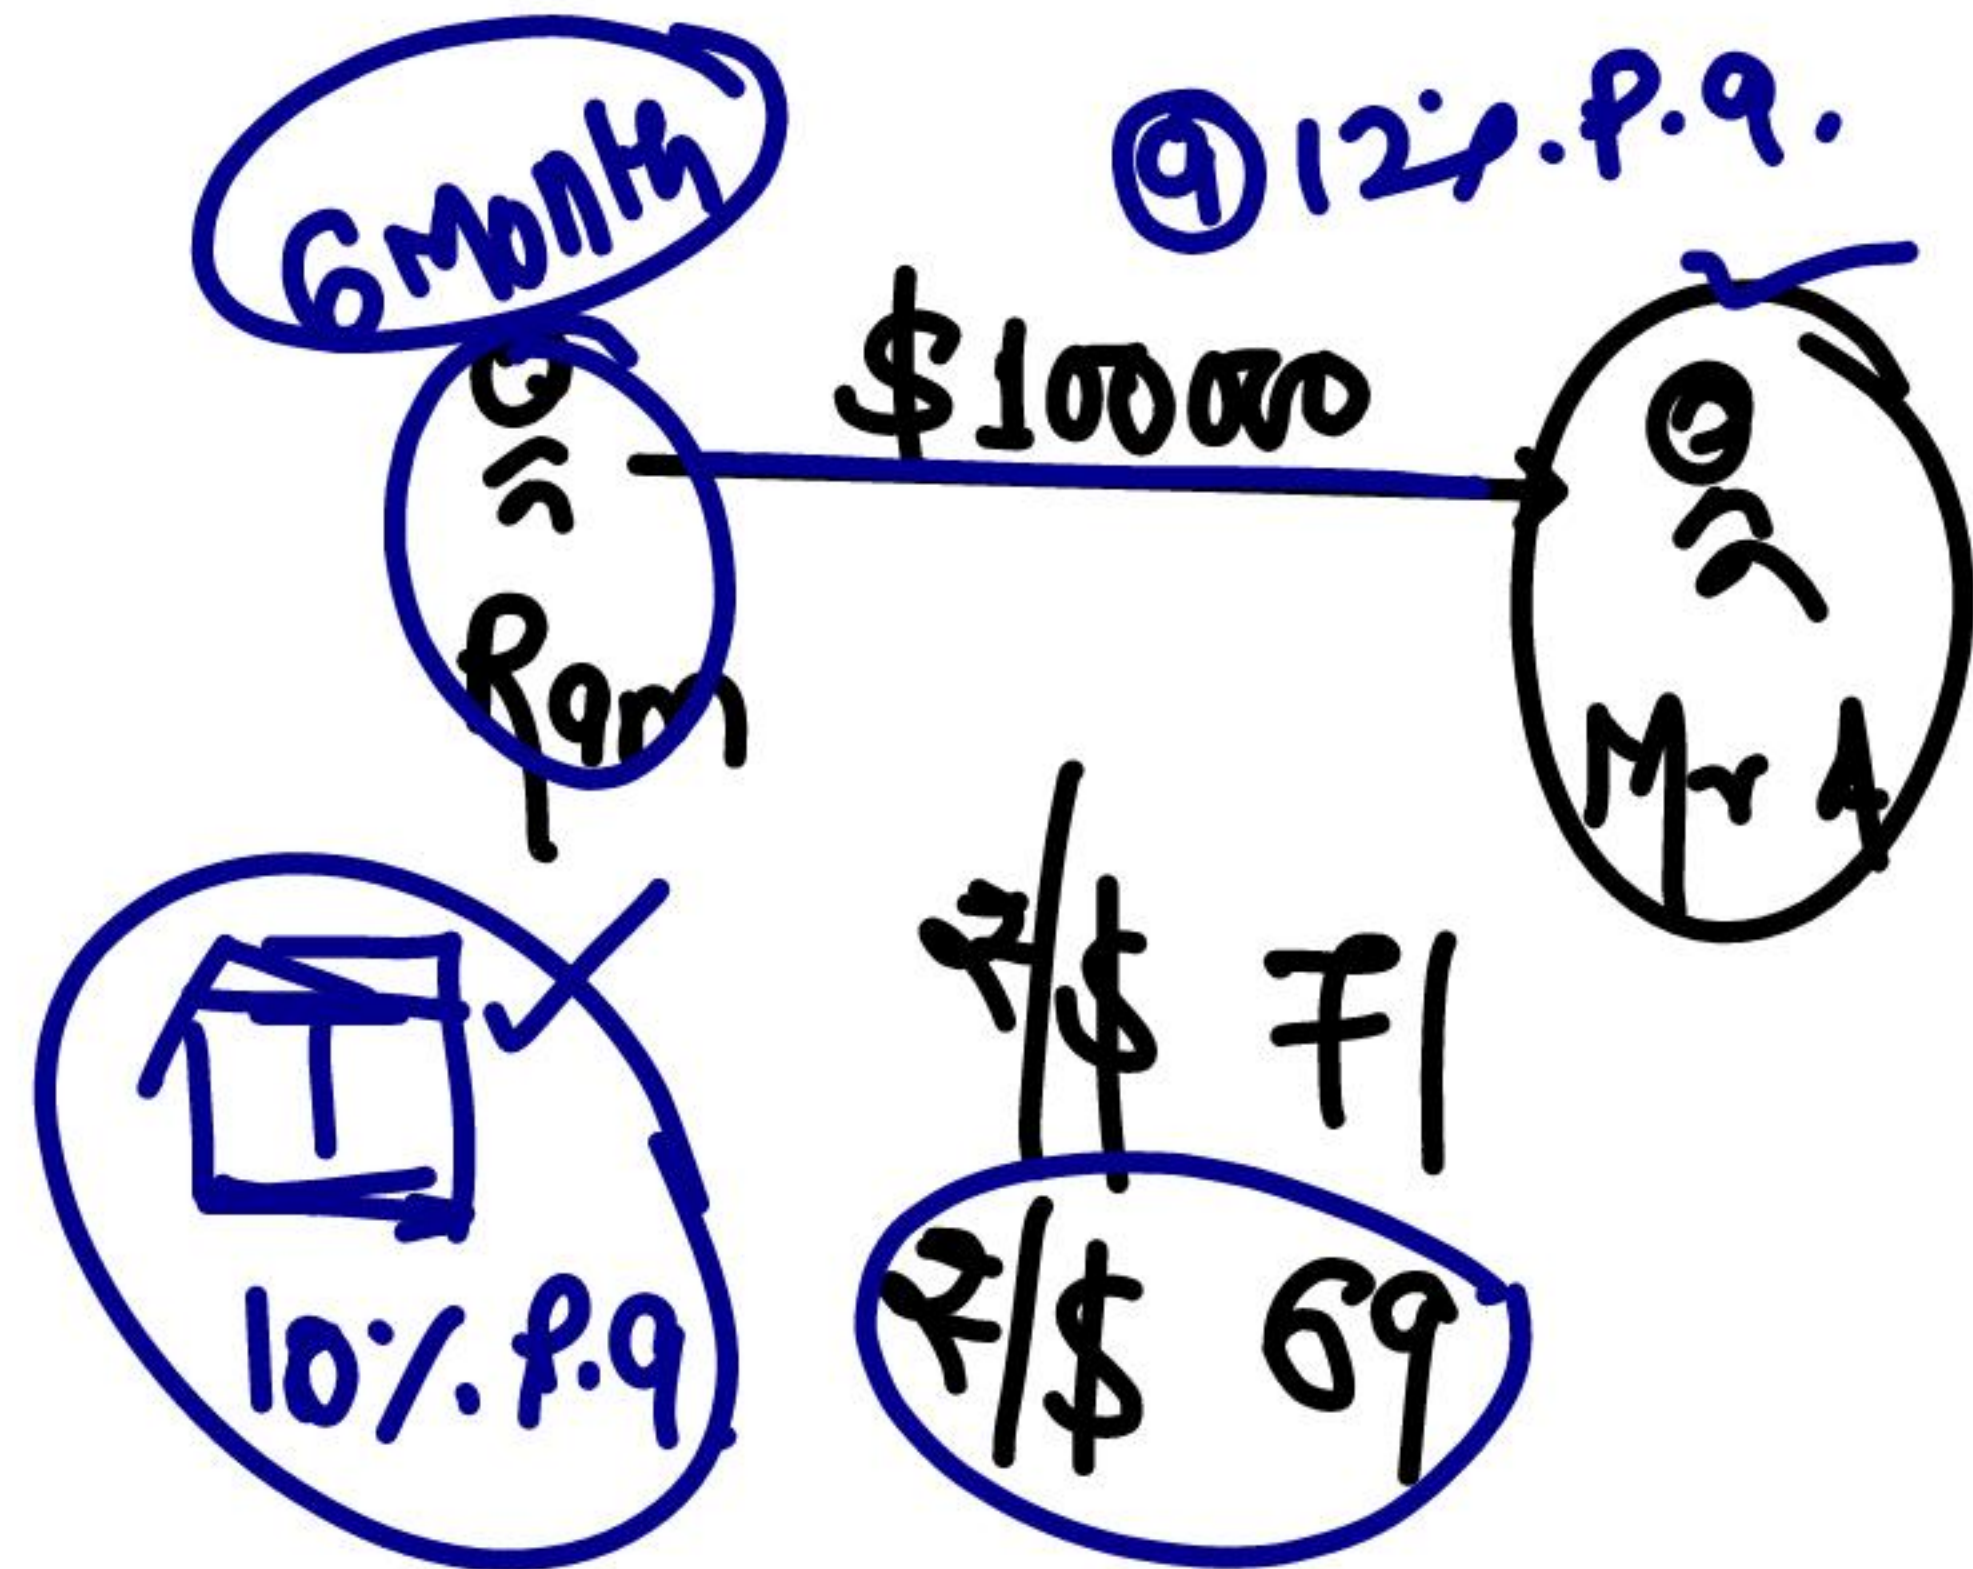 6 Month
@ 12%. P.a.
$100000
Ram
Mr A
₹/$ 71
10%. P.a
₹/$ 69